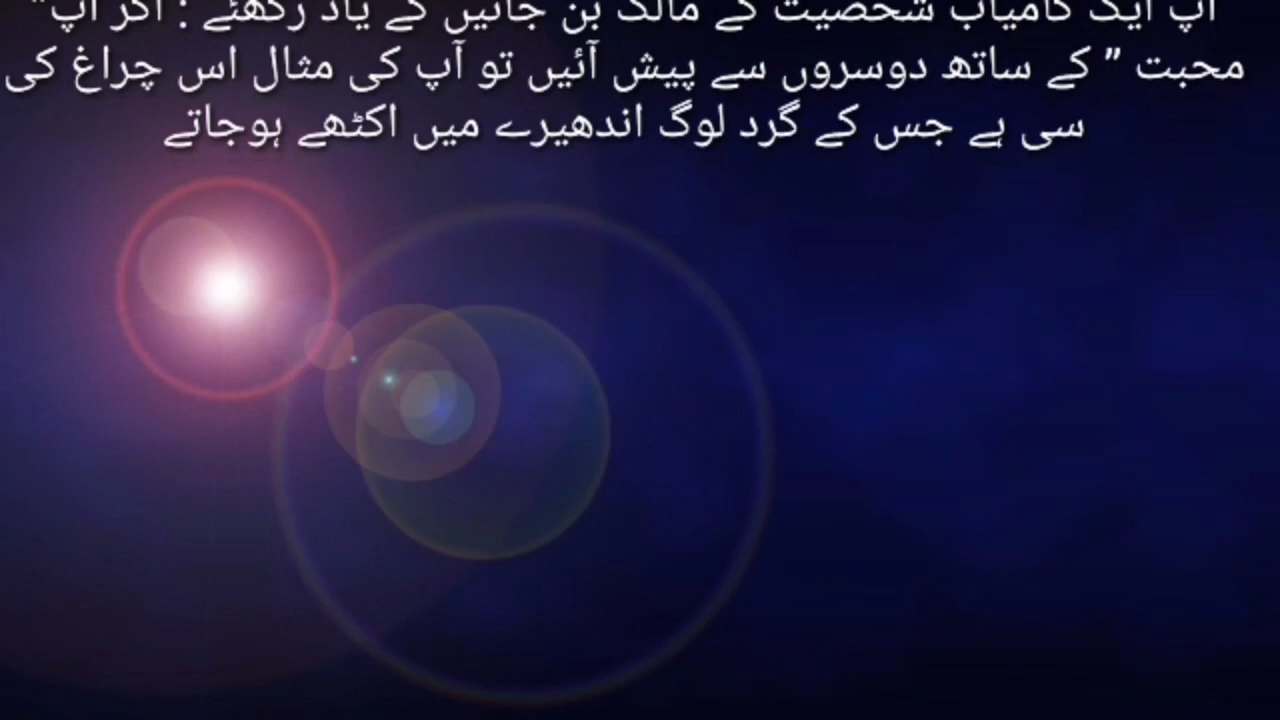 آپ ایک کامیاب شخصیت کے مالک بن جائیں گے یاد رکھئے : اگر آپ"
محبت ” کے ساتھ دوسروں سے پیش آئیں تو آپ کی مثال اس چراغ کی
سی ہے جس کے گرد لوگ اندھیرے میں اکٹھے ہوجاتے